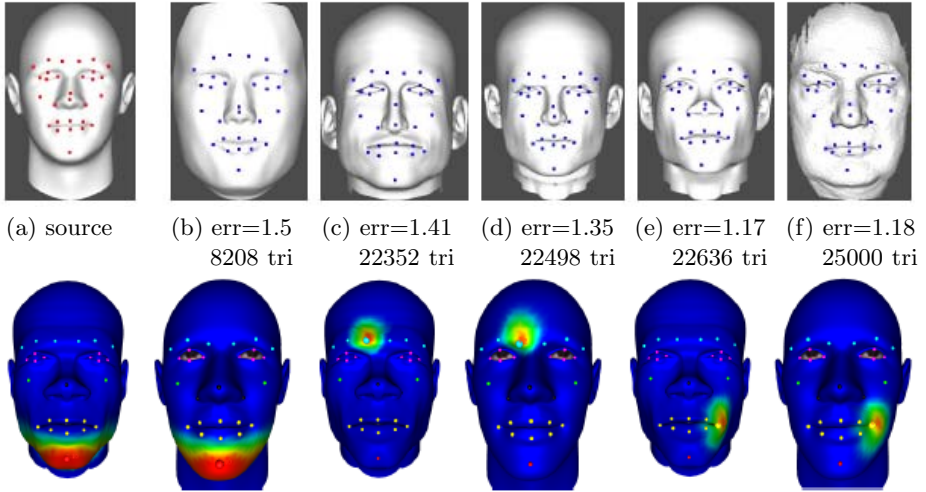 (a) source
(b) err=1.5
8208 tri
(c) err=1.41
22352 tri
(d) err=1.35
22498 tri
(e) err=1.17
22636 tri
(f) err=1.18
25000 tri